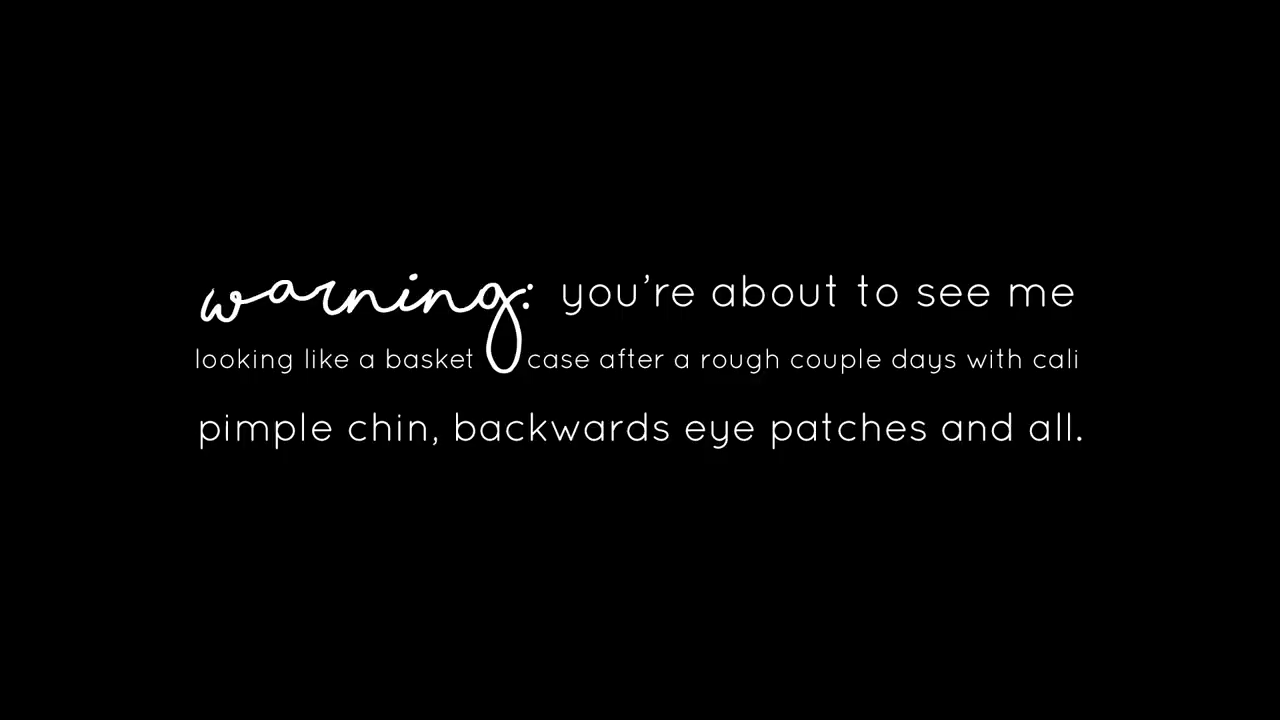 warning: you're about to see me
looking like a basket case after a rough couple days with cali
pimple chin, backwards eye patches and all.